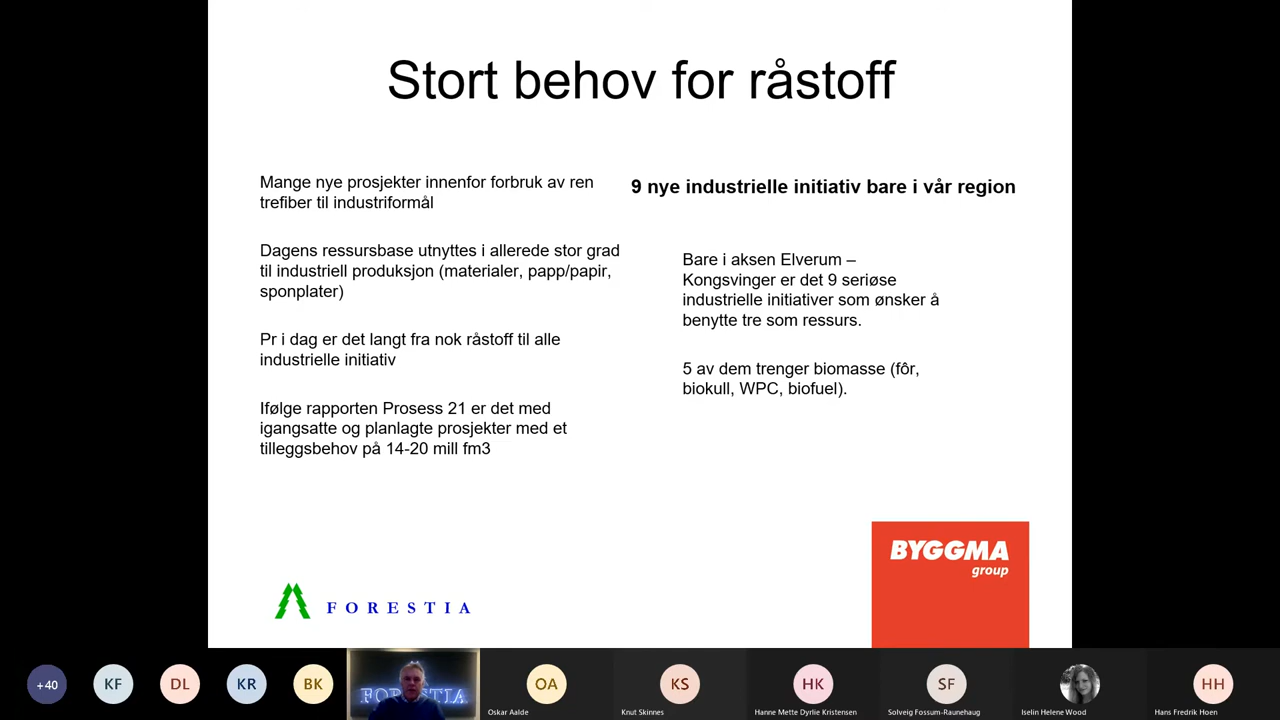 Stort behov for råstoff
Mange nye prosjekter innenfor forbruk av ren
trefiber til industriformål
Dagens ressursbase utnyttes i allerede stor grad
til industriell produksjon (materialer, papp/papir,
sponplater)
Pr i dag er det langt fra nok råstoff til alle
industrielle initiativ
Ifølge rapporten Prosess 21 er det med
igangsatte og planlagte prosjekter med et
tilleggsbehov på 14-20 mill fm3
9 nye industrielle initiativ bare i vår region
Bare i aksen Elverum –
Kongsvinger er det 9 seriøse
industrielle initiativer som ønsker å
benytte tre som ressurs.
5 av dem trenger biomasse (fôr,
biokull, WPC, biofuel).
FORESTIA
BYGGMA
group
+40
KF
DL
KR
BK
FORESTIA
OA
Oskar Aalde
KS
Knut Skinnes
HK
Hanne Mette Dyrlie Kristensen
SF
Solveig Fossum-Raunehaug
Iselin Helene Wood
HH
Hans Fredrik Hoen